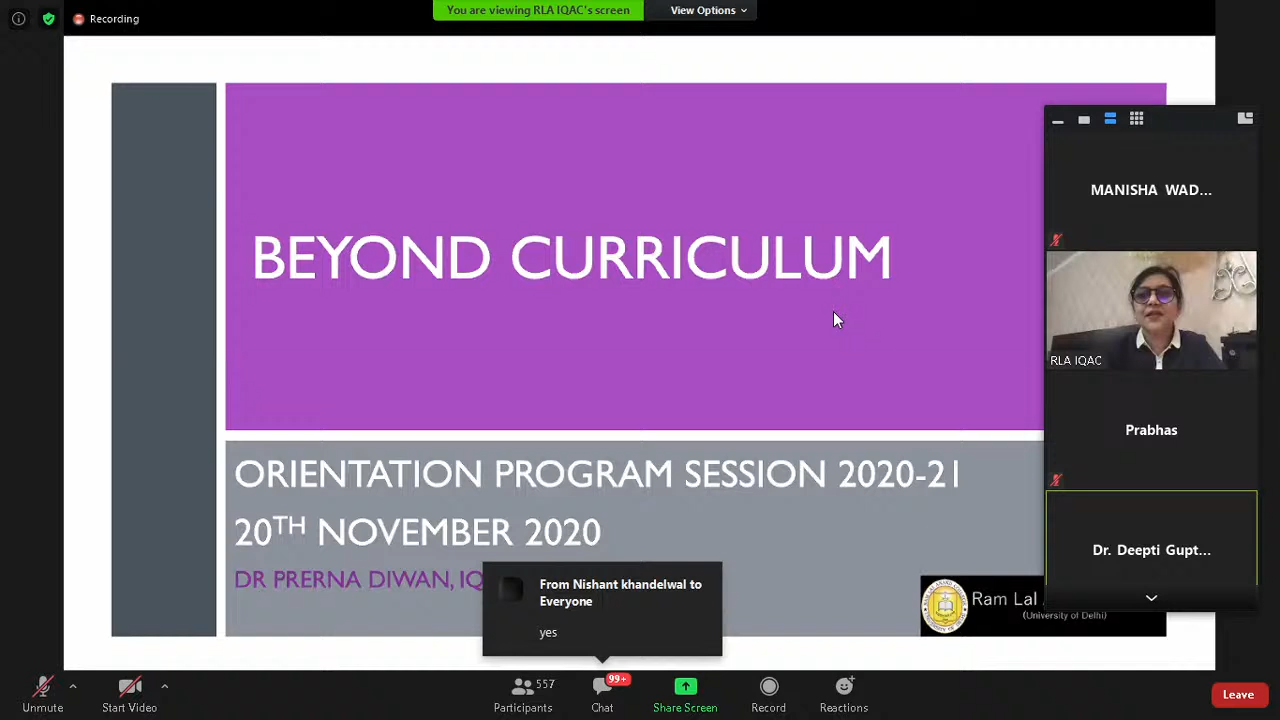 Recording
You are viewing RLA IQAC's screen
View Options
BEYOND CURRICULUM
MANISHA WAD...
RLA IQAC
Prabhas
Dr. Deepti Gupt...
ORIENTATION PROGRAM SESSION 2020-21
20TH NOVEMBER 2020
DR PRERNA DIWAN, IQ
From Nishant khandelwal to
Everyone
yes
Ram Lal
(University of Delhi)
Unmute
Start Video
557
Participants
99+
Chat
Share Screen
Record
Reactions
Leave